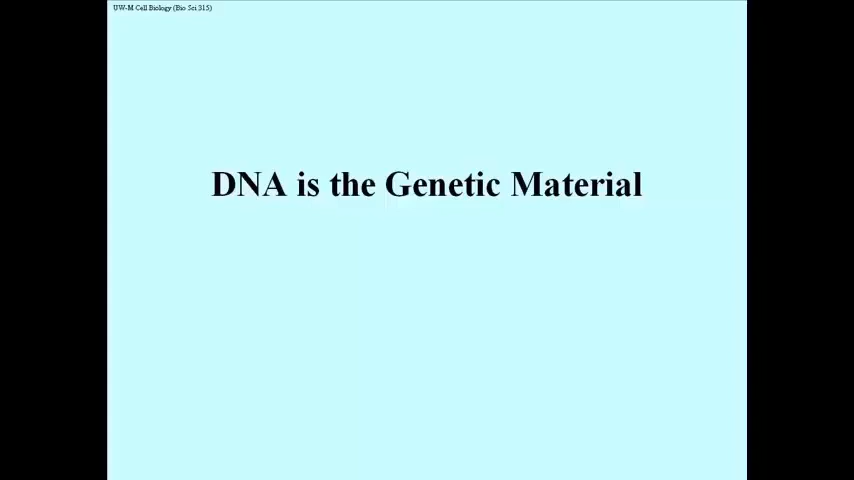 UW-M Cell Biology (Bio Sci 315)
DNA is the Genetic Material